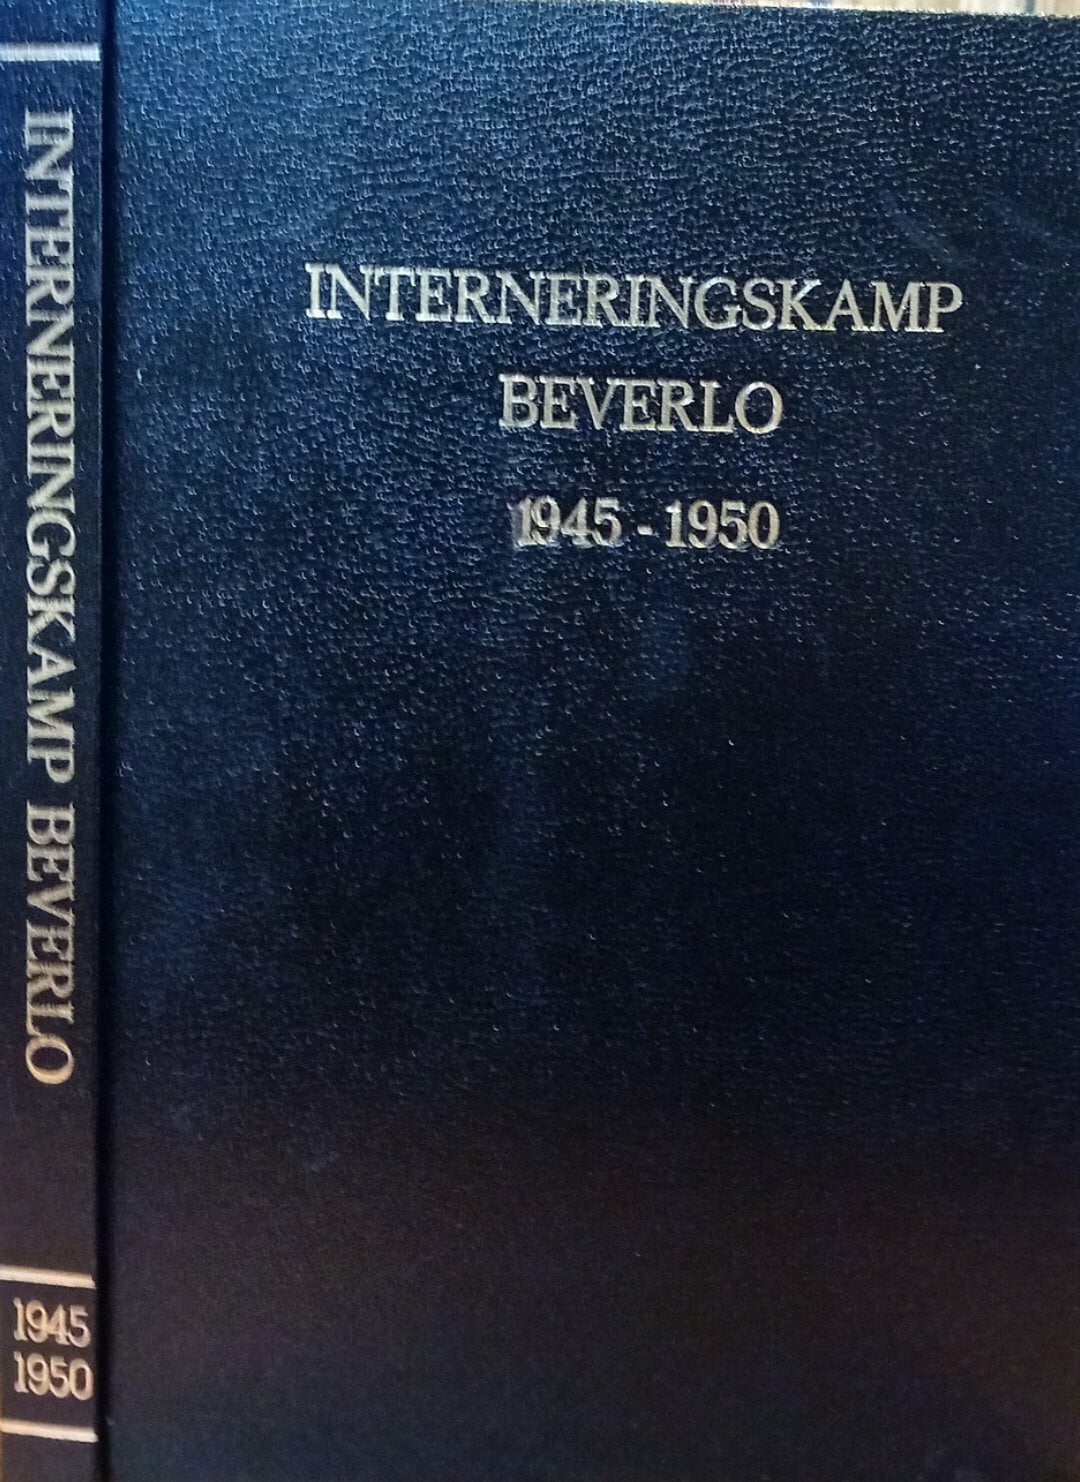 INTERNERINGSKAMP BEVERLO
1945
1950
INTERNERINGSKAMP
BEVERLO
1945 - 1950